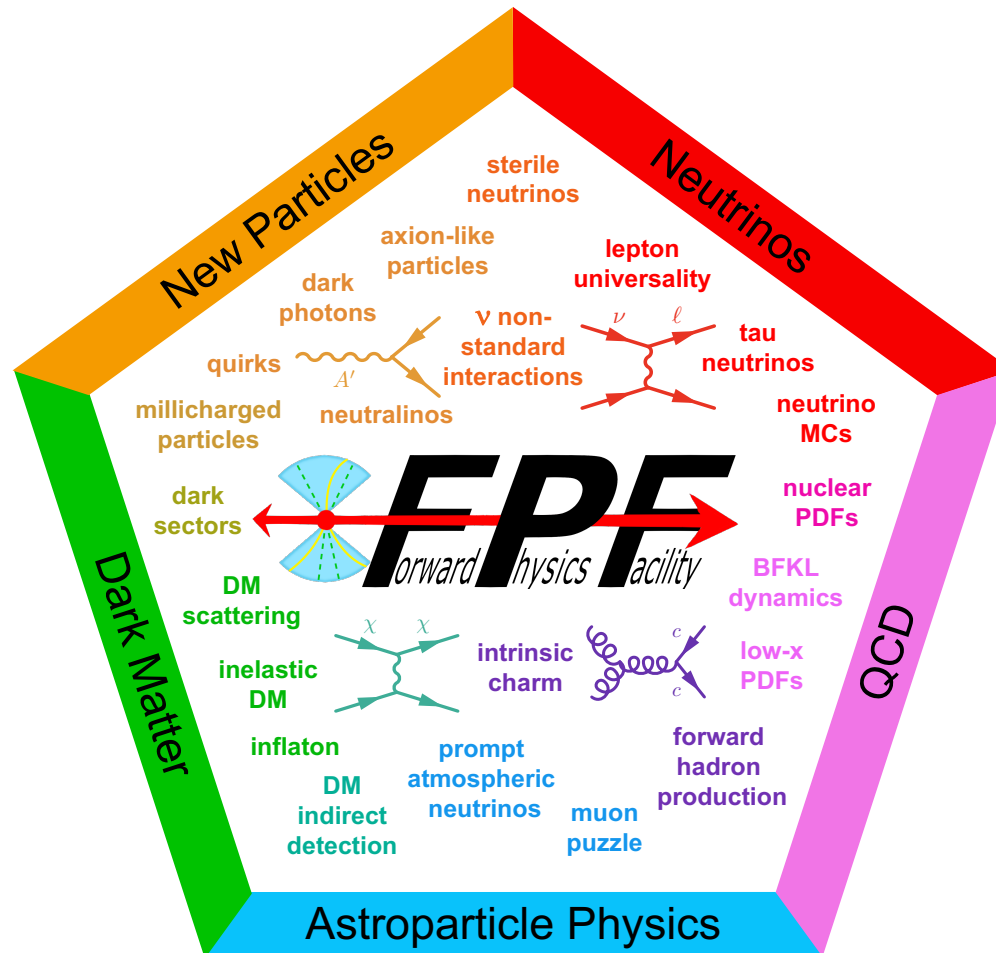 New Particles
Neutrinos
sterile
neutrinos
axion-like
particles
lepton
universality
dark
photons
ν non-
standard
interactions
ν
ℓ
tau
neutrinos
quirks
A′
neutralinos
millicharged
particles
neutrino
MCs
dark
sectors
FPF
Forward Physics Facility
nuclear
PDFs
Dark Matter
DM
scattering
BFKL
dynamics
QCD
χ
χ
inelastic
DM
intrinsic
charm
c
c
low-x
PDFs
inflaton
prompt
atmospheric
neutrinos
forward
hadron
production
DM
indirect
detection
muon
puzzle
Astroparticle Physics